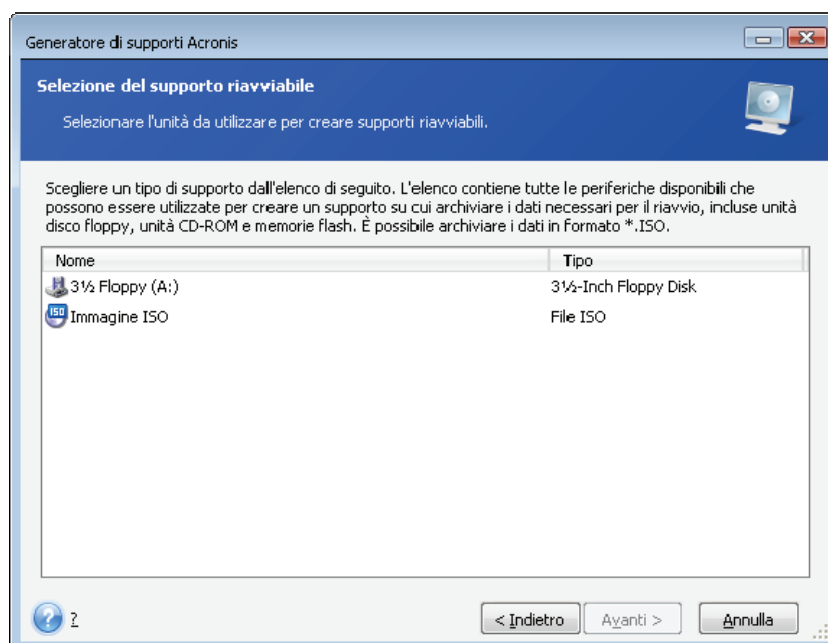 Generatore di supporti Acronis
Selezione del supporto riavviabile
Selezionare l'unità da utilizzare per creare supporti riavviabili.
Scegliere un tipo di supporto dall'elenco di seguito. L'elenco contiene tutte le periferiche disponibili che
possono essere utilizzate per creare un supporto su cui archiviare i dati necessari per il riavvio, incluse unità
disco floppy, unità CD-ROM e memorie flash. È possibile archiviare i dati in formato *.ISO.
Nome Tipo
3½ Floppy (A:) 3½-Inch Floppy Disk
ISO Immagine ISO File ISO
? ? < Indietro Avanti > Annulla